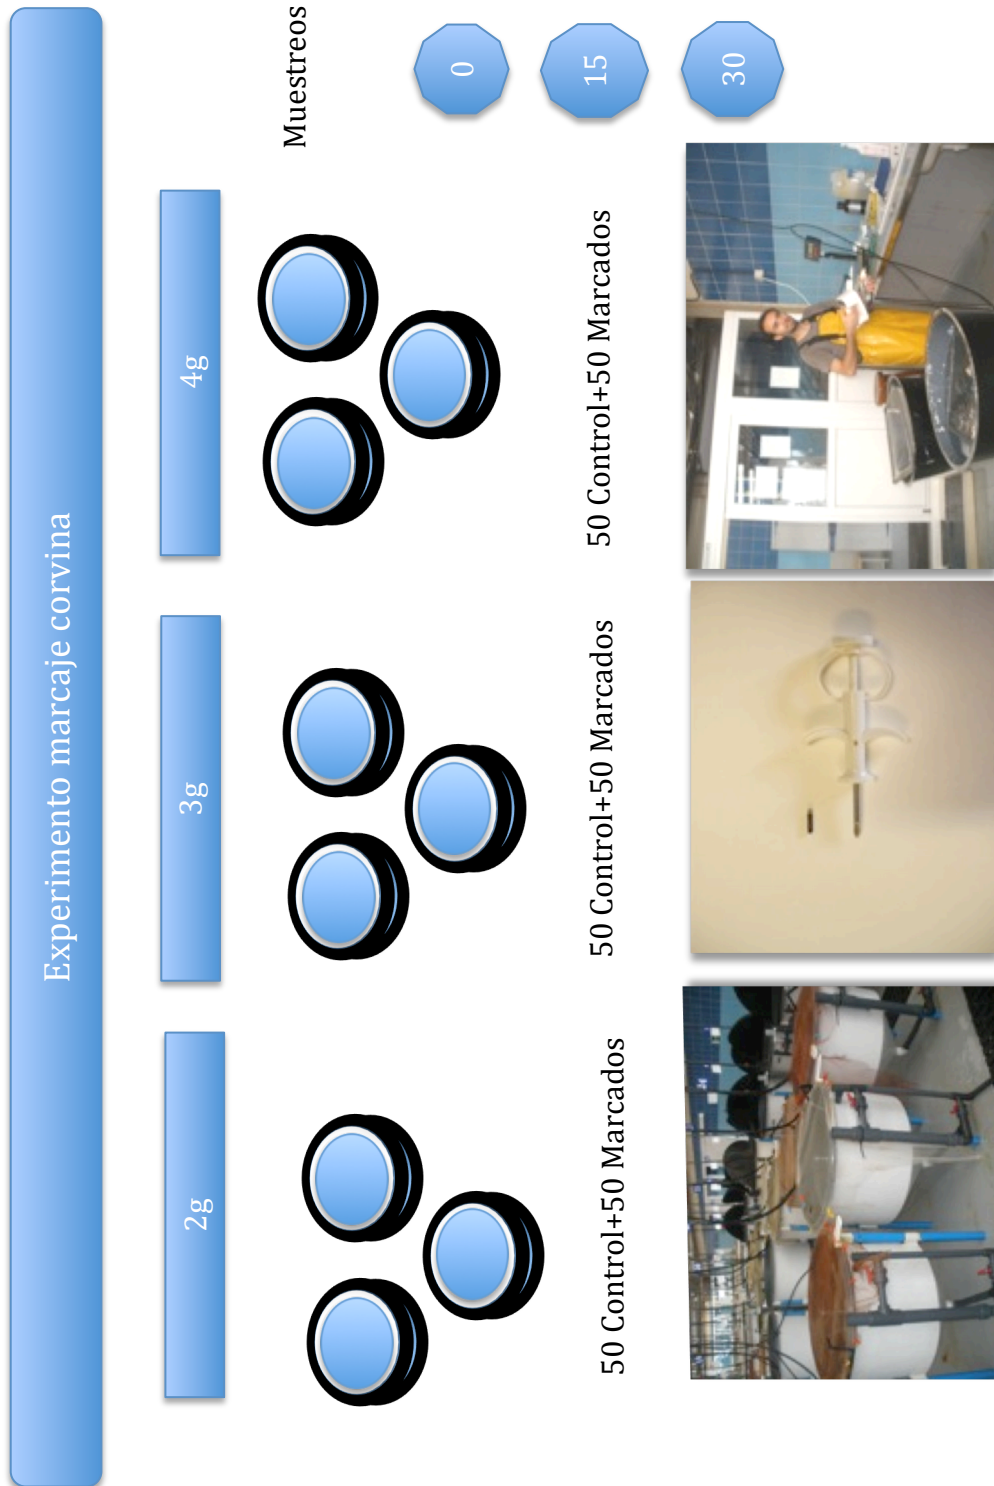 Experimento marcaje corvina
2g
3g
4g
Muestreos
0
15
30
50 Control+50 Marcados
50 Control+50 Marcados
50 Control+50 Marcados